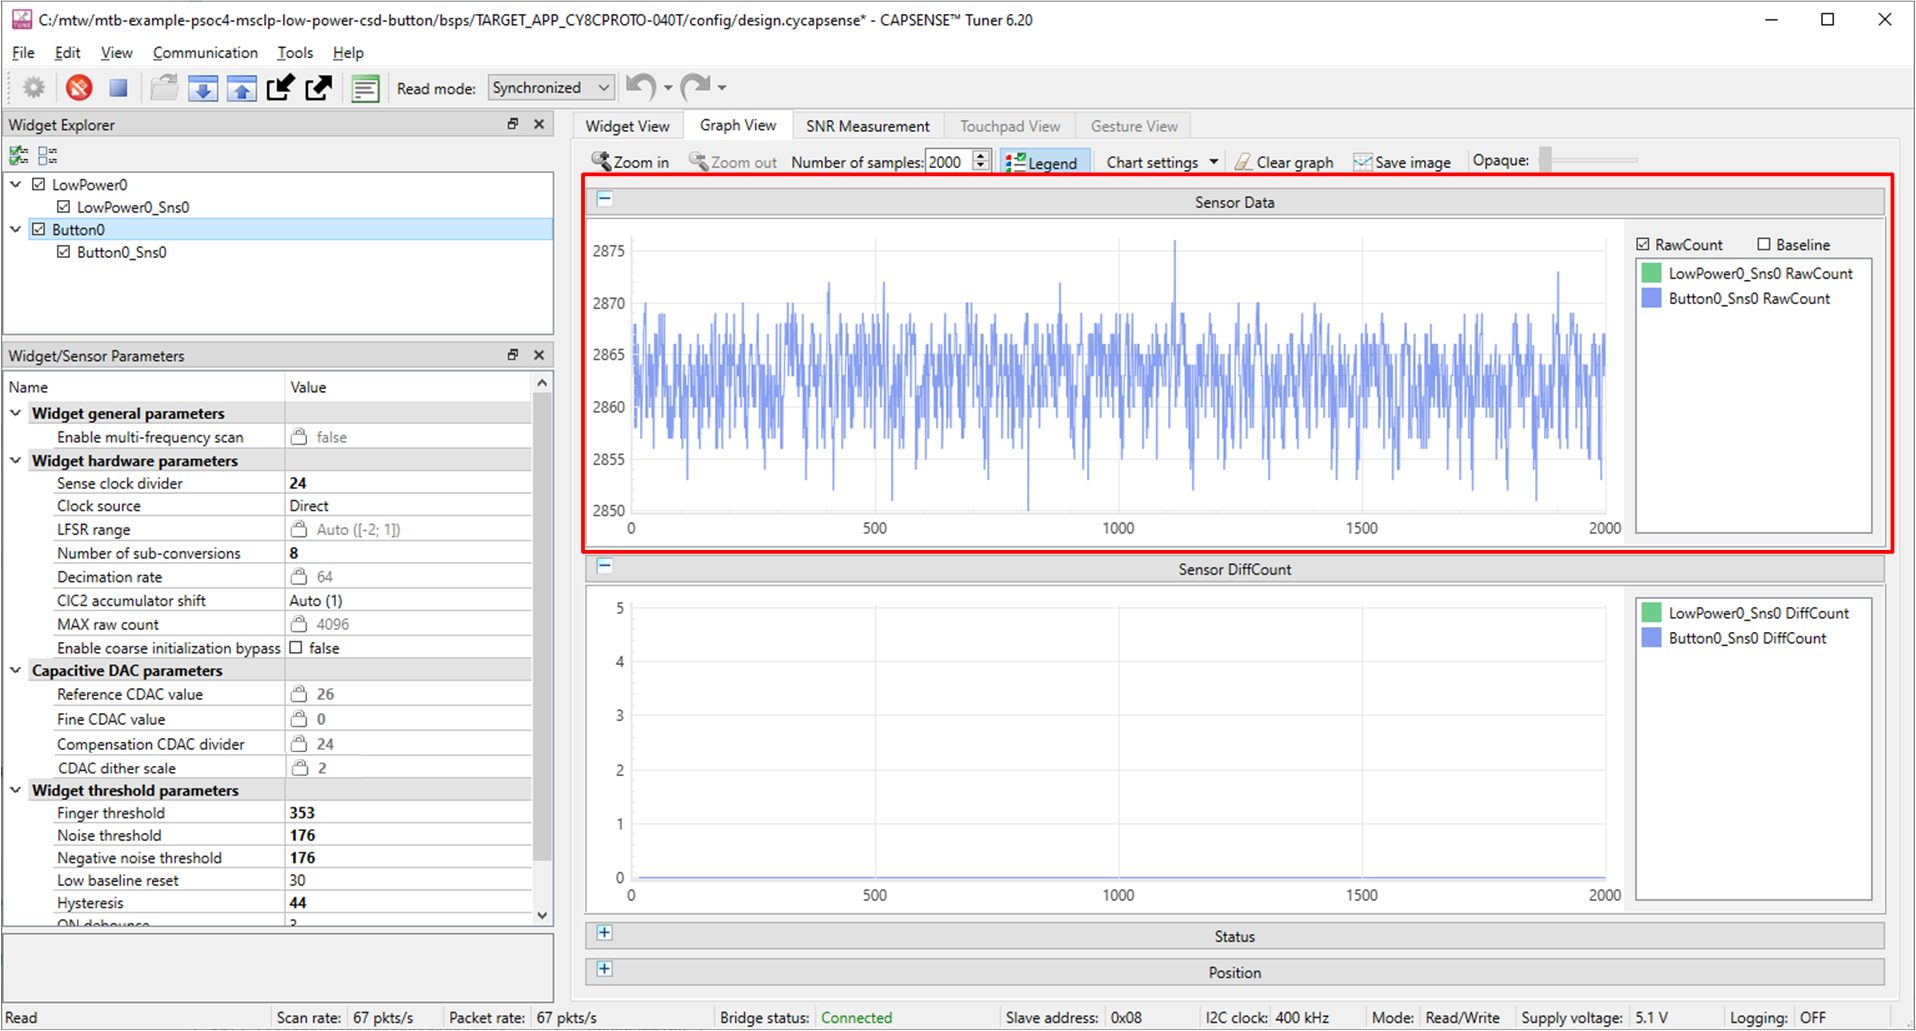 C:/mtw/mtb-example-psoc4-msclp-low-power-csd-button/bsps/TARGET_APP_CY8CPROTO-040T/config/design.cycapsense* - CAPSENSE™ Tuner 6.20
File Edit View Communication Tools Help
Read mode: Synchronized
Widget Explorer
LowPower0
LowPower0_Sns0
Button0
Button0_Sns0
Widget/Sensor Parameters
Name Value
Widget general parameters
Enable multi-frequency scan false
Widget hardware parameters
Sense clock divider 24
Clock source Direct
LFSR range Auto ([-2; 1])
Number of sub-conversions 8
Decimation rate 64
CIC2 accumulator shift Auto (1)
MAX raw count 4096
Enable coarse initialization bypass false
Capacitive DAC parameters
Reference CDAC value 26
Fine CDAC value 0
Compensation CDAC divider 24
CDAC dither scale 2
Widget threshold parameters
Finger threshold 353
Noise threshold 176
Negative noise threshold 176
Low baseline reset 30
Hysteresis 44
ON debounce 3
Widget View Graph View SNR Measurement Touchpad View Gesture View
Zoom in Zoom out Number of samples: 2000 Legend Chart settings Clear graph Save image Opaque:
Sensor Data
2875
2870
2865
2860
2855
2850
0 500 1000 1500 2000
RawCount Baseline
LowPower0_Sns0 RawCount
Button0_Sns0 RawCount
Sensor DiffCount
5
4
3
2
1
0
0 500 1000 1500 2000
LowPower0_Sns0 DiffCount
Button0_Sns0 DiffCount
Status
Position
Read Scan rate: 67 pkts/s Packet rate: 67 pkts/s Bridge status: Connected Slave address: 0x08 I2C clock: 400 kHz Mode: Read/Write Supply voltage: 5.1 V Logging: OFF